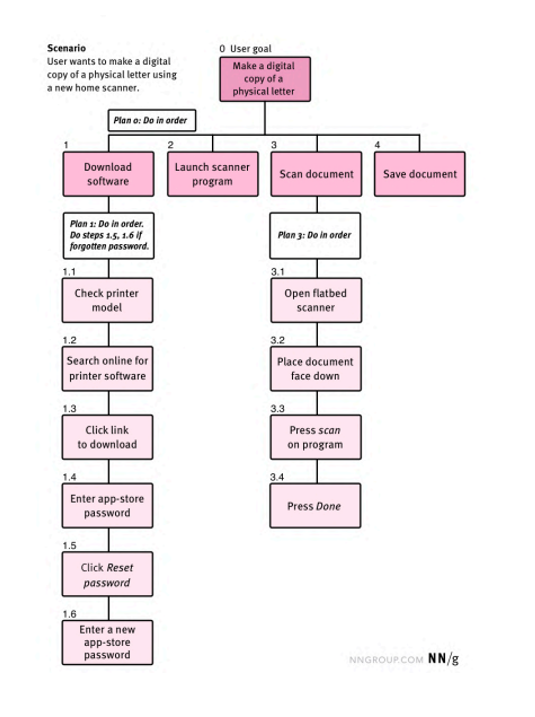 Scenario
User wants to make a digital
copy of a physical letter using
a new home scanner.
0 User goal
Make a digital
copy of a
physical letter
Plan 0: Do in order
1
Download
software
2
Launch scanner
program
3
Scan document
4
Save document
Plan 1: Do in order.
Do steps 1.5, 1.6 if
forgotten password.
Plan 3: Do in order
1.1
Check printer
model
1.2
Search online for
printer software
1.3
Click link
to download
1.4
Enter app-store
password
1.5
Click Reset
password
1.6
Enter a new
app-store
password
3.1
Open flatbed
scanner
3.2
Place document
face down
3.3
Press scan
on program
3.4
Press Done
NNGROUP.COM NN/g